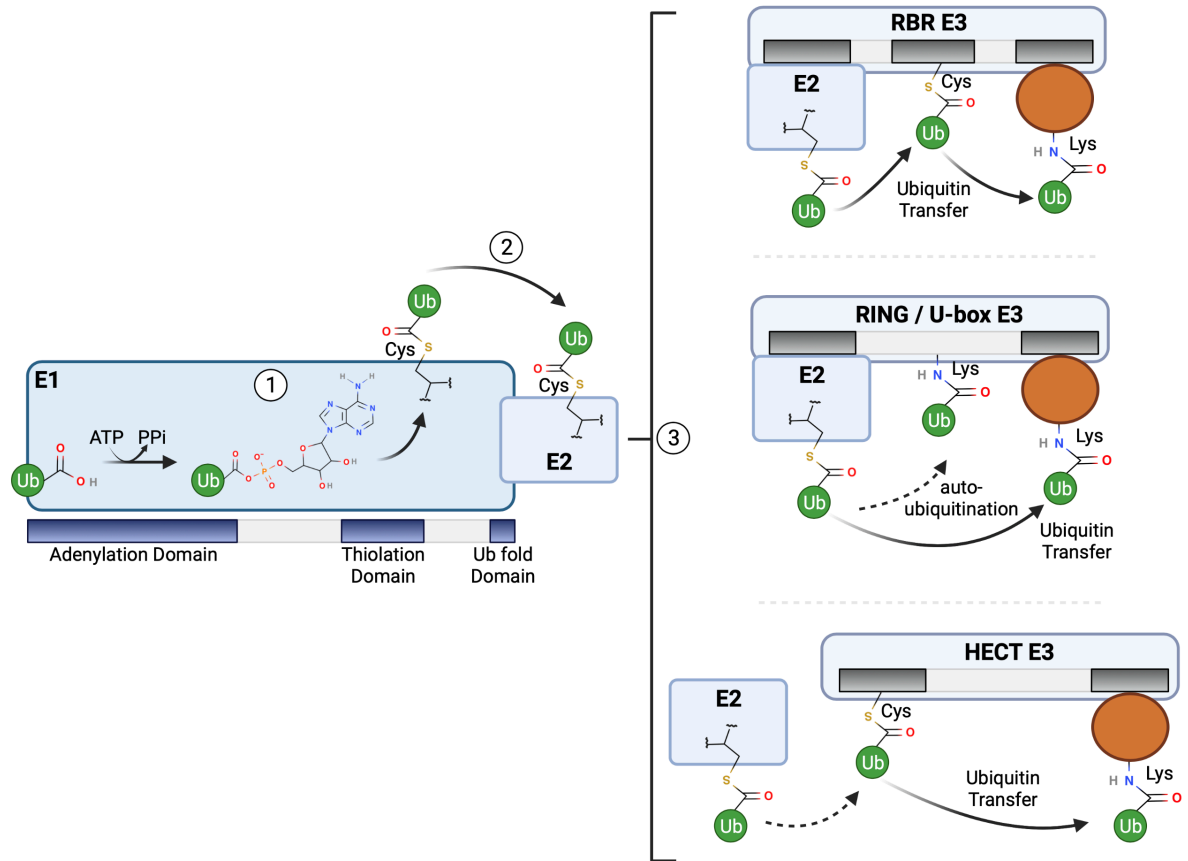 E1
1
ATP
PPi
Ub
O
O
H
Ub
O
O
O⁻
P
O
O
O
N
N
N
N
N
H
H
O
H
O
H
Ub
O
S
Cys
2
Ub
O
S
Cys
E2
Adenylation Domain
Thiolation
Domain
Ub fold
Domain
3
RBR E3
E2
S
O
Ub
Cys
S
O
Ub
Ubiquitin
Transfer
H
N
Lys
O
Ub
RING / U-box E3
E2
S
O
Ub
H
N
Lys
O
Ub
auto-
ubiquitination
H
N
Lys
O
Ub
Ubiquitin
Transfer
HECT E3
E2
S
O
Ub
S
Cys
O
Ub
Ubiquitin
Transfer
H
N
Lys
O
Ub